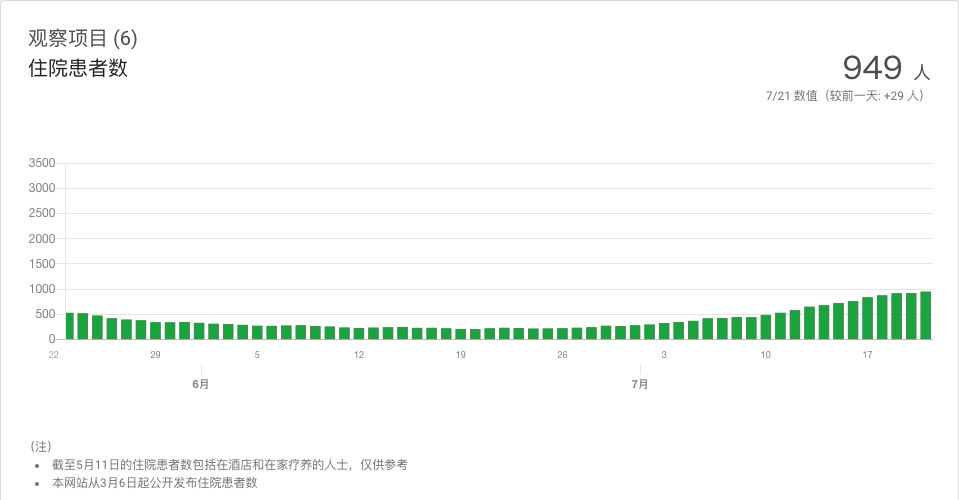 观察项目 (6)
住院患者数
949 人
7/21 数值（较前一天: +29 人）
3500
3000
2500
2000
1500
1000
500
0
22 29 5 12 19 26 3 10 17
6月 7月
（注）
• 截至5月11日的住院患者数包括在酒店和在家疗养的人士，仅供参考
• 本网站从3月6日起公开发布住院患者数